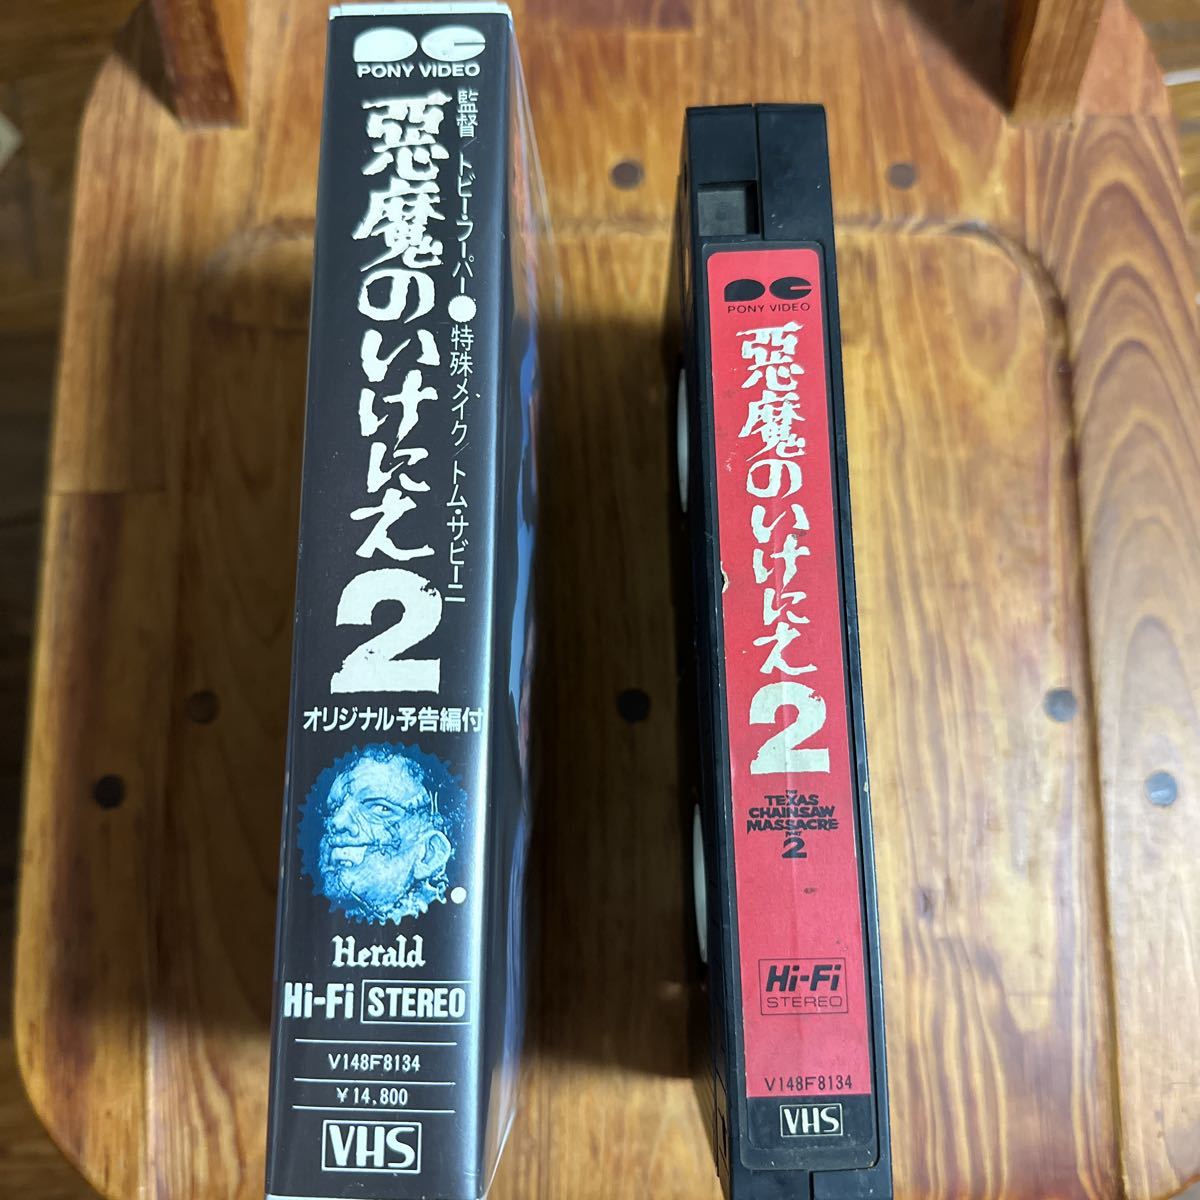 PONY VIDEO
悪魔のいけにえ
2
監督/トビー・フーパー●特殊メイク/トム・サビーニ
オリジナル予告編付
Herald
Hi-Fi STEREO
V148F8134
¥14,800
VHS
PONY VIDEO
悪魔のいけにえ
2
THE
TEXAS
CHAINSAW
MASSACRE
PART
2
Hi-Fi
STEREO
V148F8134
VHS